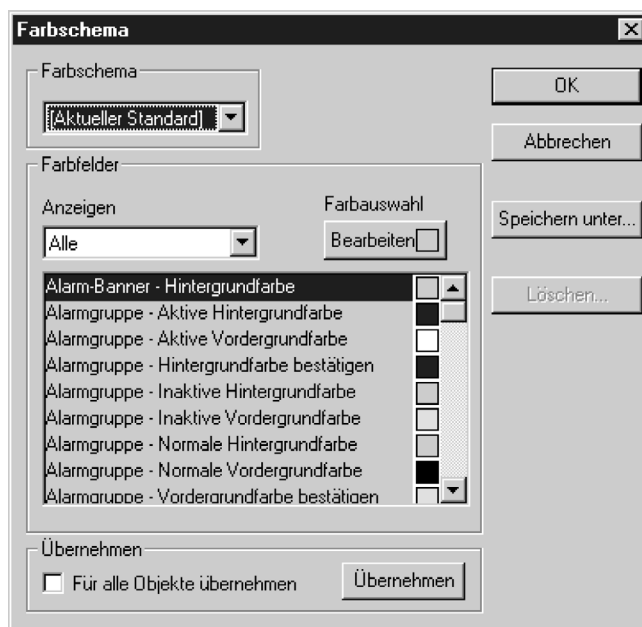 Farbschema
Farbschema
[Aktueller Standard]
OK
Abbrechen
Speichern unter...
Löschen...
Farbfelder
Anzeigen
Farbauswahl
Alle
Bearbeiten
Alarm-Banner - Hintergrundfarbe
Alarmgruppe - Aktive Hintergrundfarbe
Alarmgruppe - Aktive Vordergrundfarbe
Alarmgruppe - Hintergrundfarbe bestätigen
Alarmgruppe - Inaktive Hintergrundfarbe
Alarmgruppe - Inaktive Vordergrundfarbe
Alarmgruppe - Normale Hintergrundfarbe
Alarmgruppe - Normale Vordergrundfarbe
Alarmgruppe - Vordergrundfarbe bestätigen
Übernehmen
Für alle Objekte übernehmen
Übernehmen